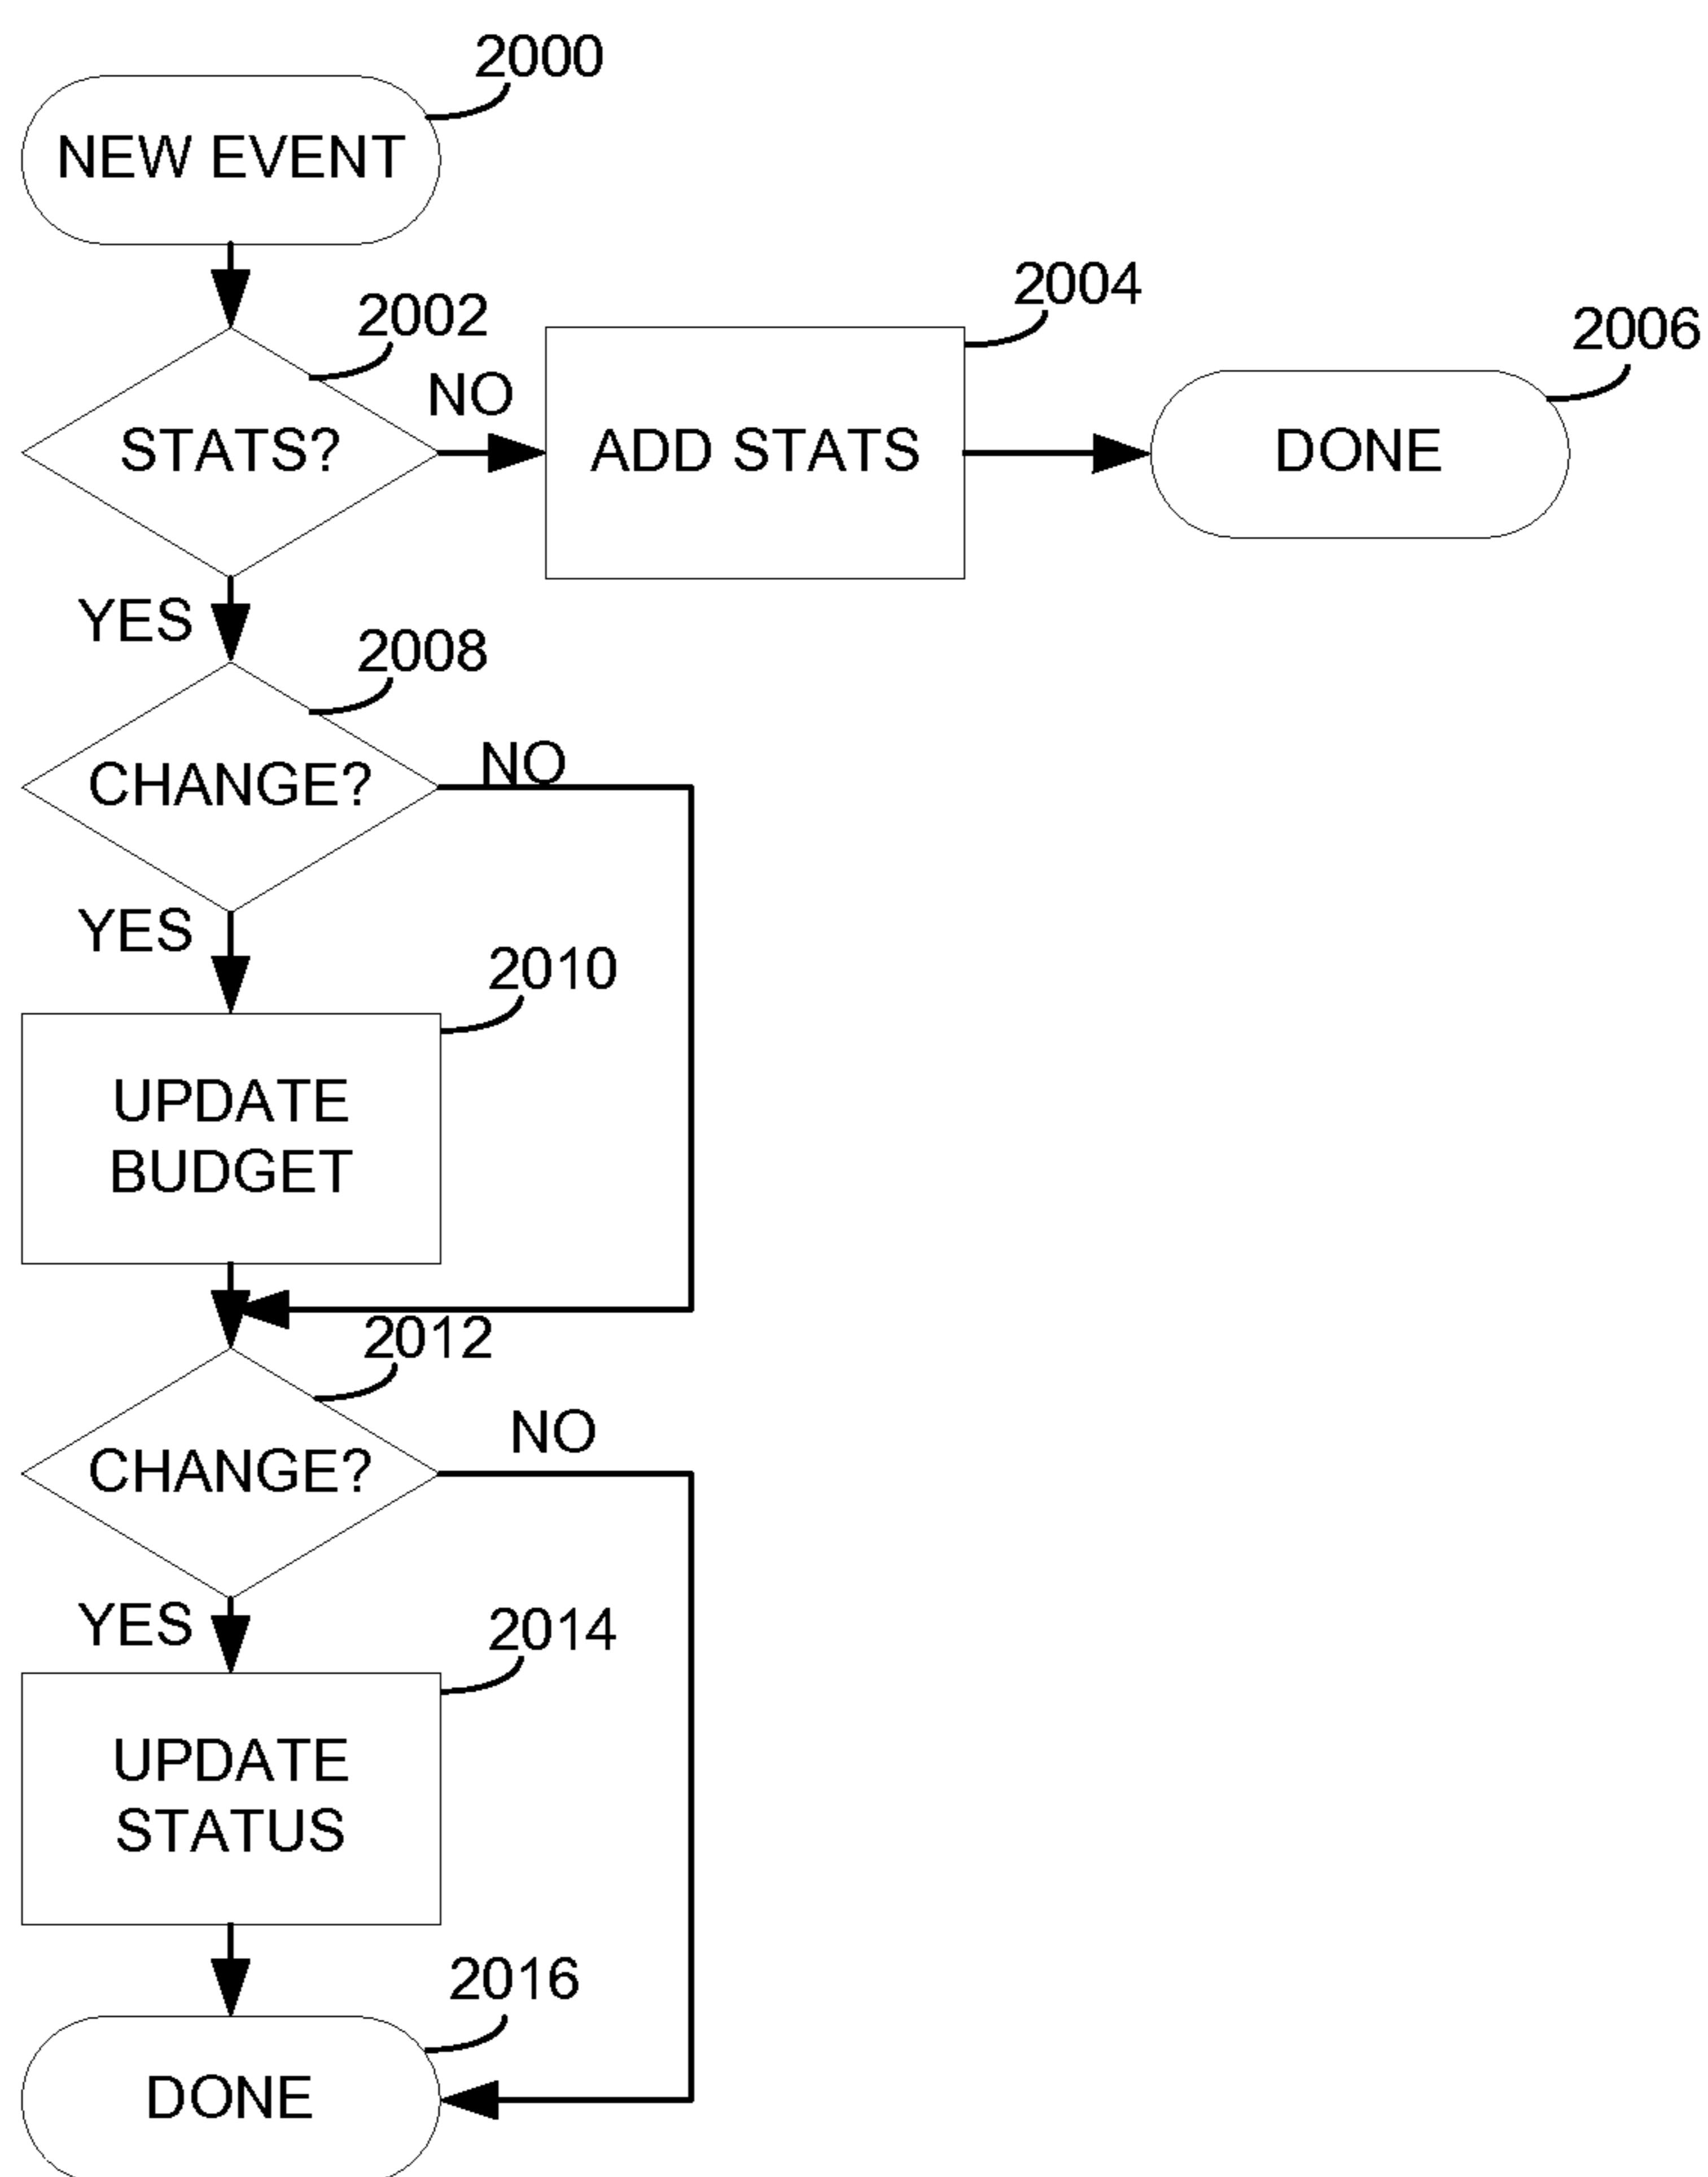 2000
NEW EVENT
2002
STATS?
NO
2004
ADD STATS
2006
DONE
YES
2008
CHANGE?
NO
YES
2010
UPDATE
BUDGET
2012
CHANGE?
NO
YES
2014
UPDATE
STATUS
2016
DONE